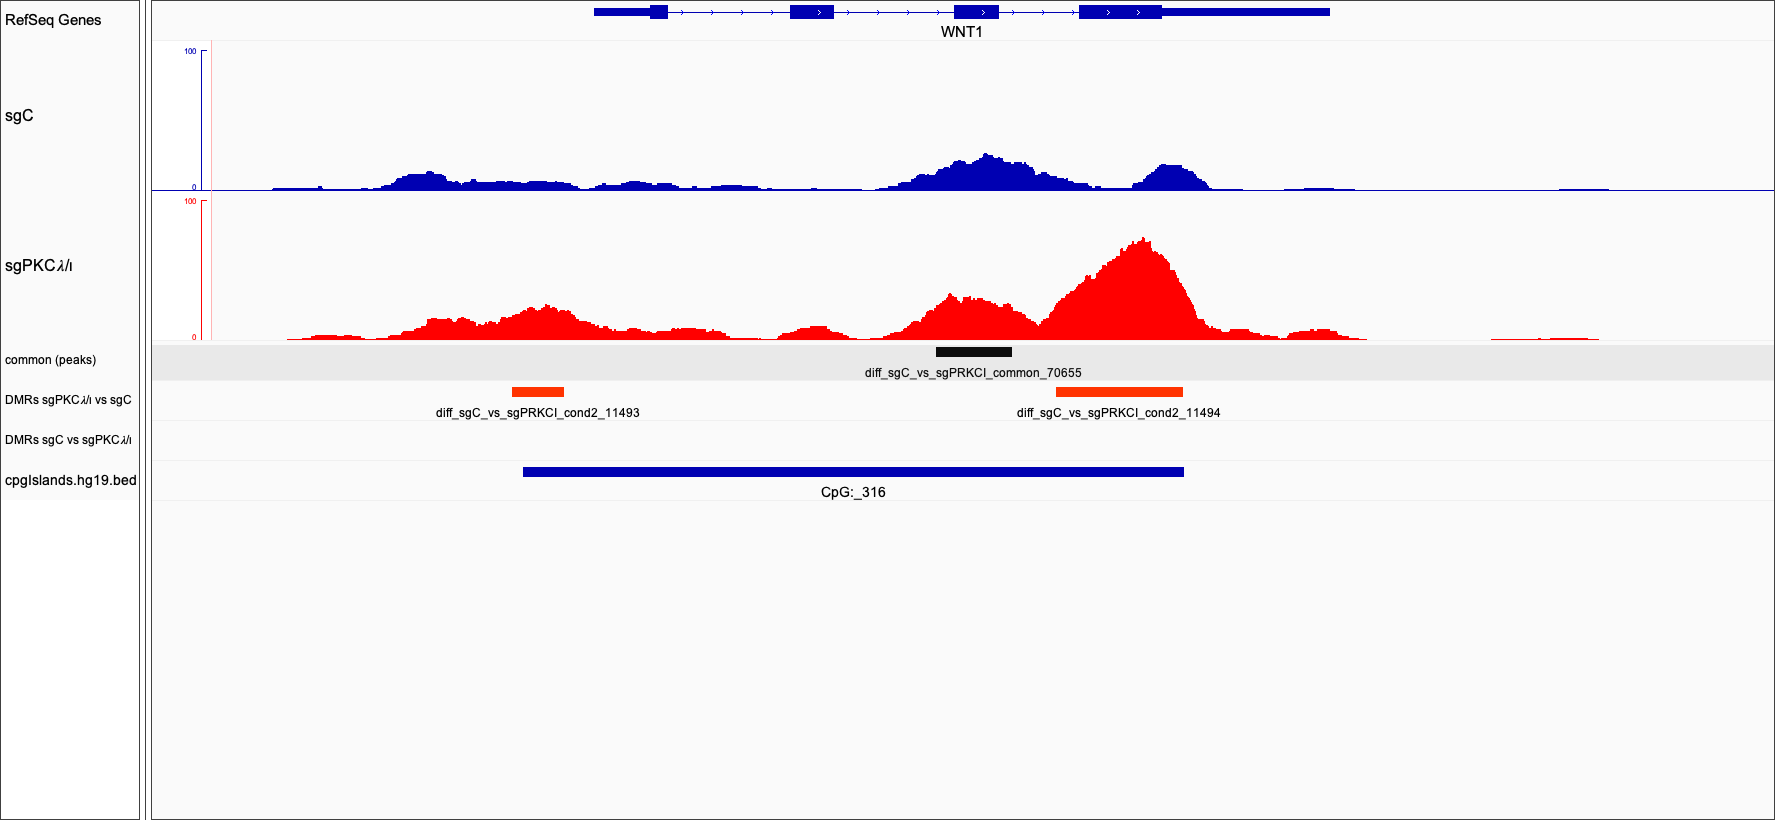 RefSeq Genes
WNT1
100
sgC
0
100
sgPKCλ/ι
0
common (peaks)
diff_sgC_vs_sgPRKCI_common_70655
DMRs sgPKCλ/ι vs sgC
diff_sgC_vs_sgPRKCI_cond2_11493
diff_sgC_vs_sgPRKCI_cond2_11494
DMRs sgC vs sgPKCλ/ι
cpgIslands.hg19.bed
CpG:_316